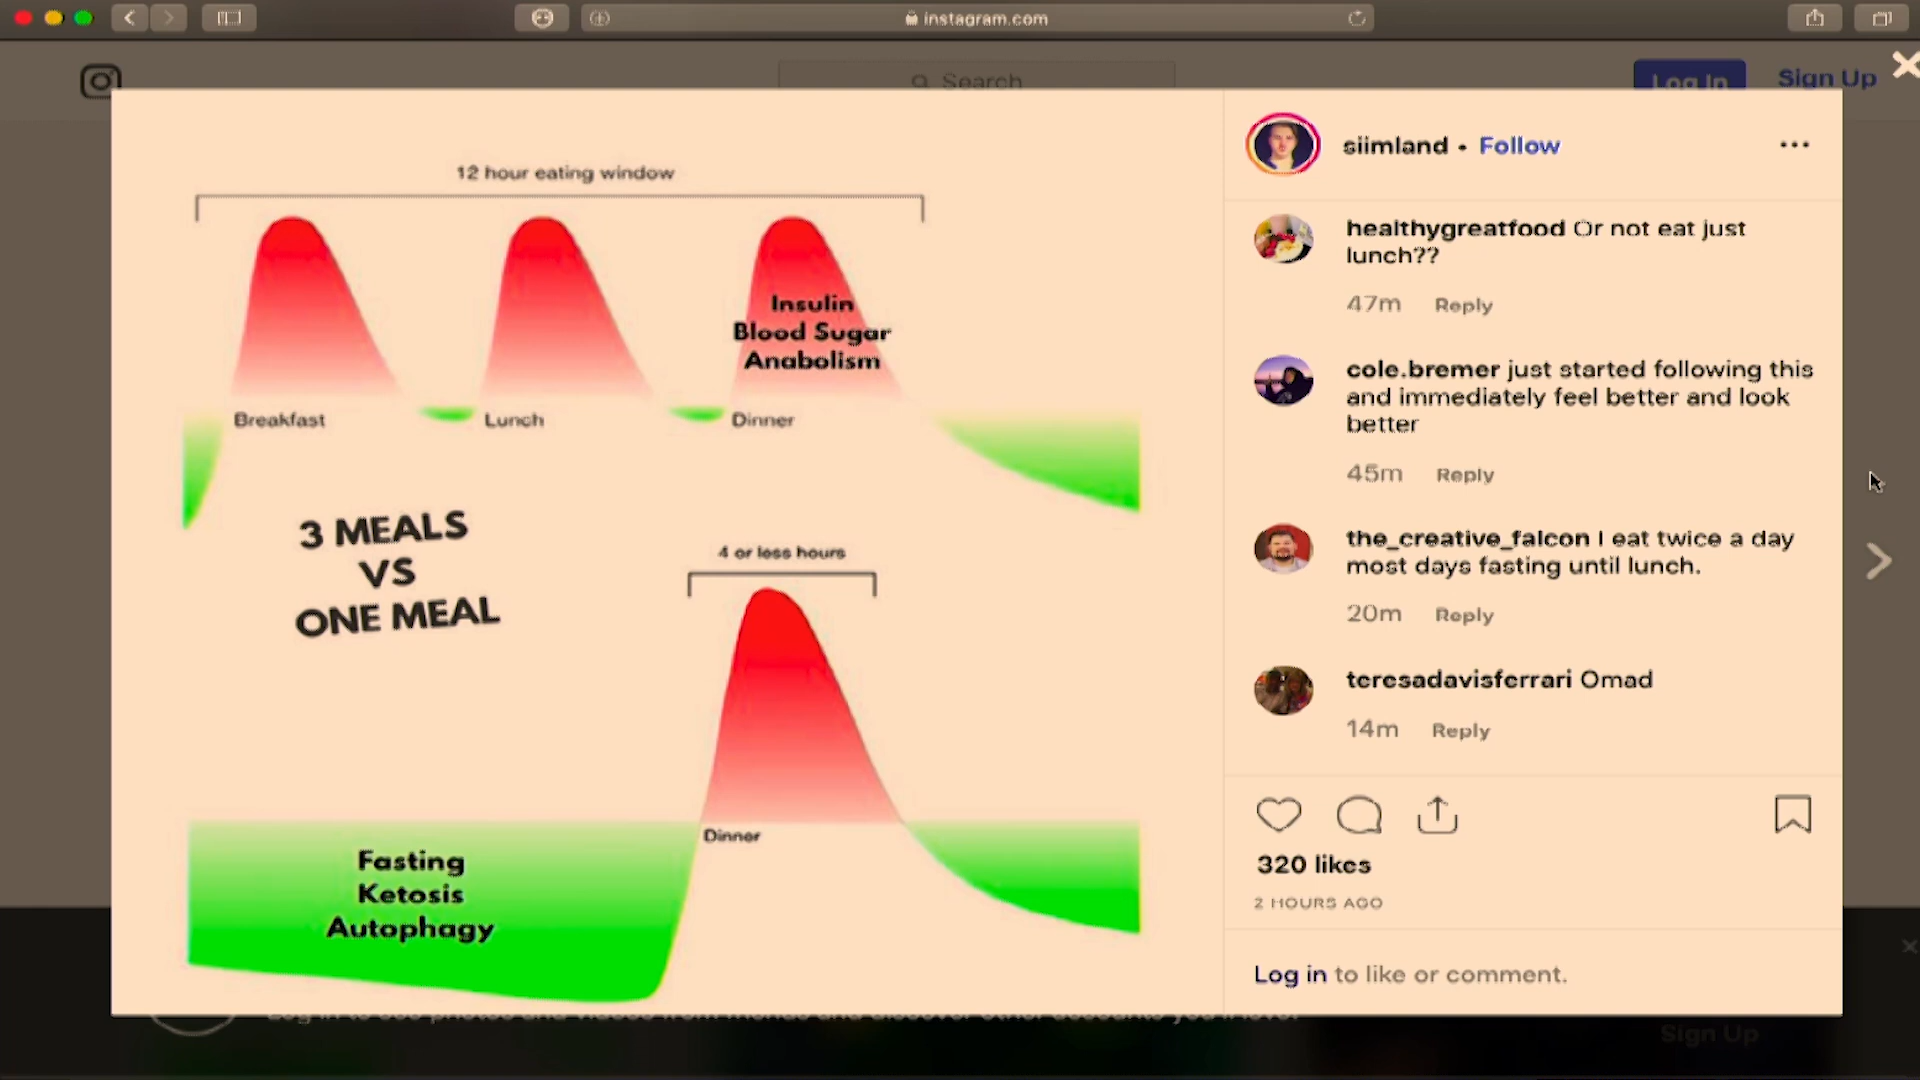 instagram.com
Search
Log In
Sign Up
12 hour eating window
Insulin
Blood Sugar
Anabolism
Breakfast
Lunch
Dinner
3 MEALS
VS
ONE MEAL
4 or less hours
Dinner
Fasting
Ketosis
Autophagy
siimland • Follow
healthygreatfood Or not eat just
lunch??
47m Reply
cole.bremer just started following this
and immediately feel better and look
better
45m Reply
the_creative_falcon I eat twice a day
most days fasting until lunch.
20m Reply
teresadavisferrari Omad
14m Reply
320 likes
2 HOURS AGO
Log in to like or comment.
Sign Up